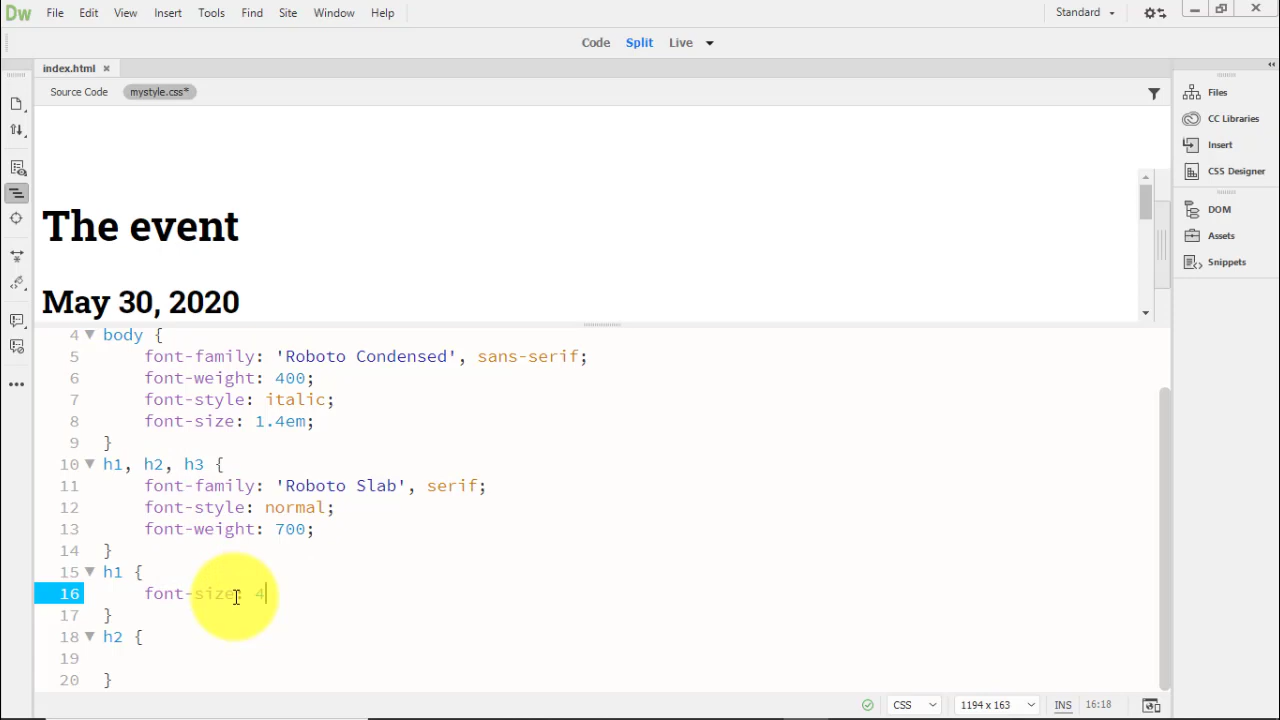 Dw File Edit View Insert Tools Find Site Window Help Standard
Code Split Live
index.html
Source Code mystyle.css*
Files
CC Libraries
Insert
CSS Designer
DOM
Assets
Snippets
The event
May 30, 2020
4 body {
5 font-family: 'Roboto Condensed', sans-serif;
6 font-weight: 400;
7 font-style: italic;
8 font-size: 1.4em;
9 }
10 h1, h2, h3 {
11 font-family: 'Roboto Slab', serif;
12 font-style: normal;
13 font-weight: 700;
14 }
15 h1 {
16 font-size: 4
17 }
18 h2 {
19
20 }
CSS 1194 x 163 INS 16:18